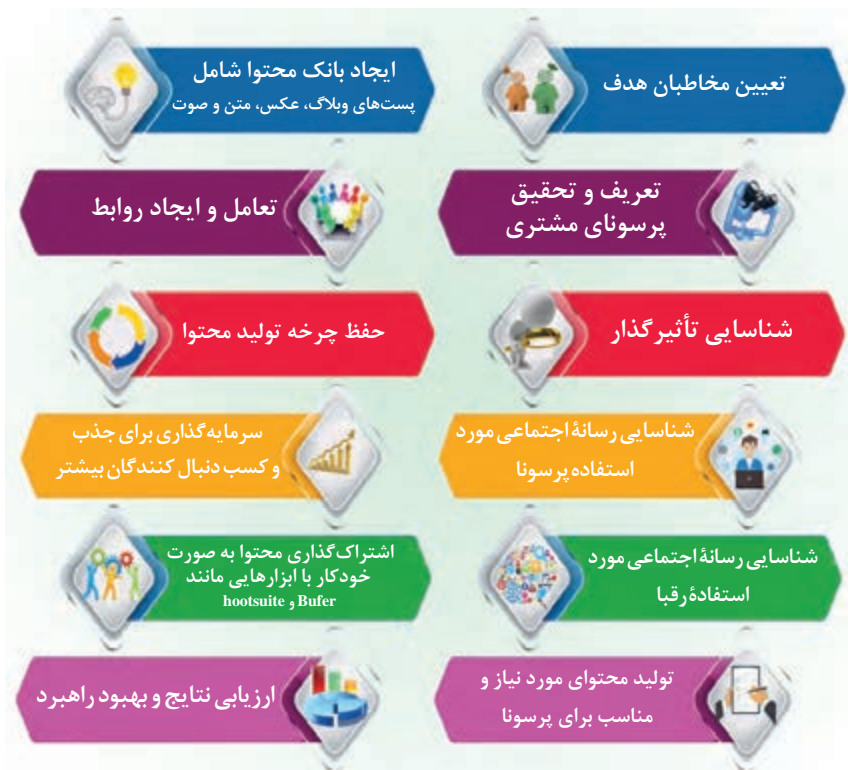 تعیین مخاطبان هدف
تعریف و تحقیق
پرسونای مشتری
شناسایی تأثیرگذار
شناسایی رسانهٔ اجتماعی مورد
استفاده پرسونا
شناسایی رسانهٔ اجتماعی مورد
استفادهٔ رقبا
تولید محتوای مورد نیاز و
مناسب برای پرسونا
ایجاد بانک محتوا شامل
پست‌های وبلاگ، عکس، متن و صوت
تعامل و ایجاد روابط
حفظ چرخه تولید محتوا
سرمایه‌گذاری برای جذب
و کسب دنبال کنندگان بیشتر
اشتراک‌گذاری محتوا به صورت
خودکار با ابزارهایی مانند
Bufer و hootsuite
ارزیابی نتایج و بهبود راهبرد